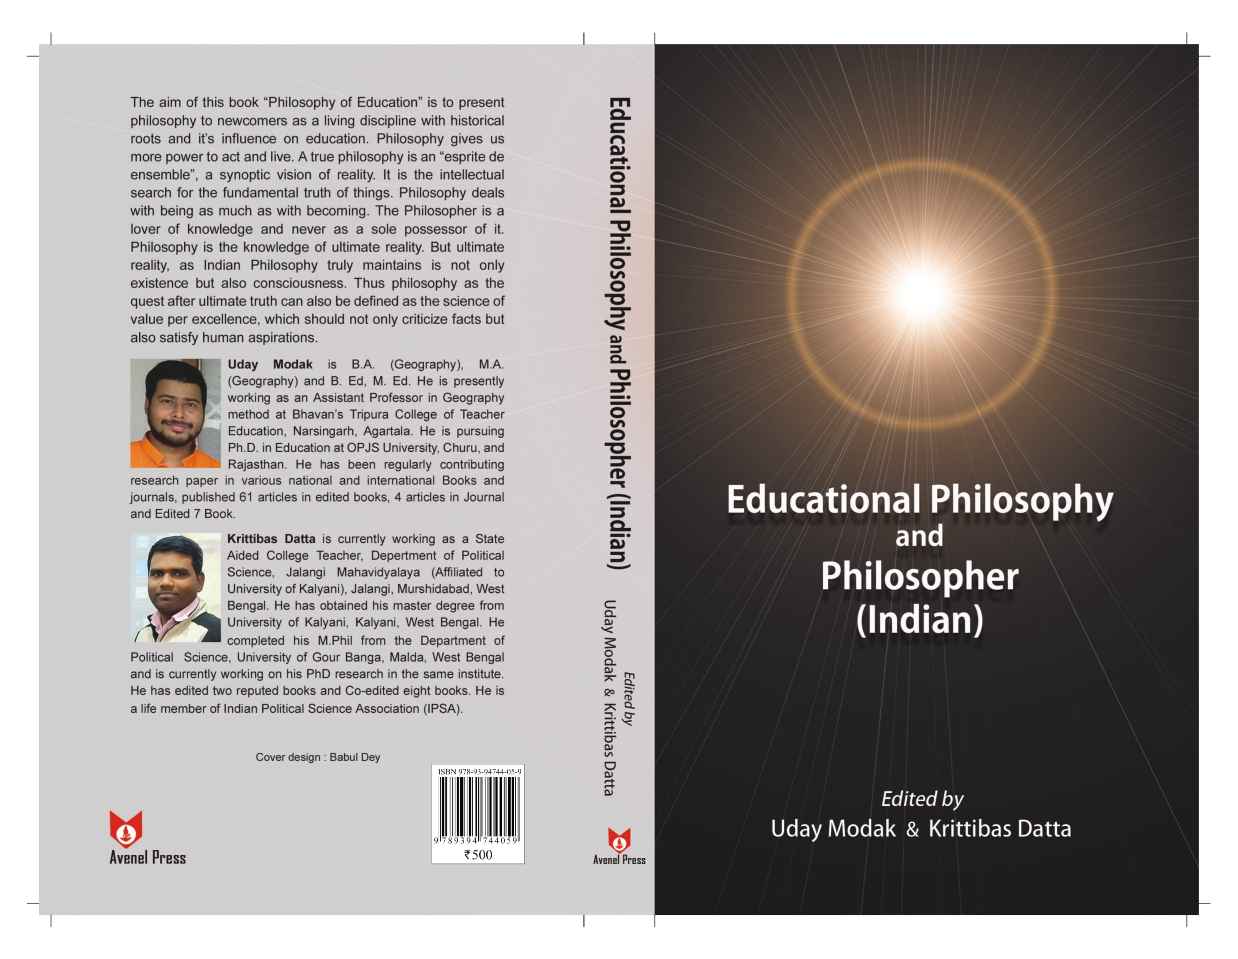 The aim of this book “Philosophy of Education” is to present
philosophy to newcomers as a living discipline with historical
roots and it’s influence on education. Philosophy gives us
more power to act and live. A true philosophy is an “esprite de
ensemble”, a synoptic vision of reality. It is the intellectual
search for the fundamental truth of things. Philosophy deals
with being as much as with becoming. The Philosopher is a
lover of knowledge and never as a sole possessor of it.
Philosophy is the knowledge of ultimate reality. But ultimate
reality, as Indian Philosophy truly maintains is not only
existence but also consciousness. Thus philosophy as the
quest after ultimate truth can also be defined as the science of
value per excellence, which should not only criticize facts but
also satisfy human aspirations.
Uday Modak is B.A. (Geography), M.A.
(Geography) and B. Ed, M. Ed. He is presently
working as an Assistant Professor in Geography
method at Bhavan’s Tripura College of Teacher
Education, Narsingarh, Agartala. He is pursuing
Ph.D. in Education at OPJS University, Churu, and
Rajasthan. He has been regularly contributing
research paper in various national and international Books and
journals, published 61 articles in edited books, 4 articles in Journal
and Edited 7 Book.
Krittibas Datta is currently working as a State
Aided College Teacher, Depertment of Political
Science, Jalangi Mahavidyalaya (Affiliated to
University of Kalyani), Jalangi, Murshidabad, West
Bengal. He has obtained his master degree from
University of Kalyani, Kalyani, West Bengal. He
completed his M.Phil from the Department of
Political Science, University of Gour Banga, Malda, West Bengal
and is currently working on his PhD research in the same institute.
He has edited two reputed books and Co-edited eight books. He is
a life member of Indian Political Science Association (IPSA).
Cover design : Babul Dey
Avenel Press
ISBN 978-93-94744-05-9
9 789394 744059
₹500
Educational Philosophy and Philosopher (Indian)
Edited by
Uday Modak & Krittibas Datta
Avenel Press
Educational Philosophy
and
Philosopher
(Indian)
Edited by
Uday Modak & Krittibas Datta